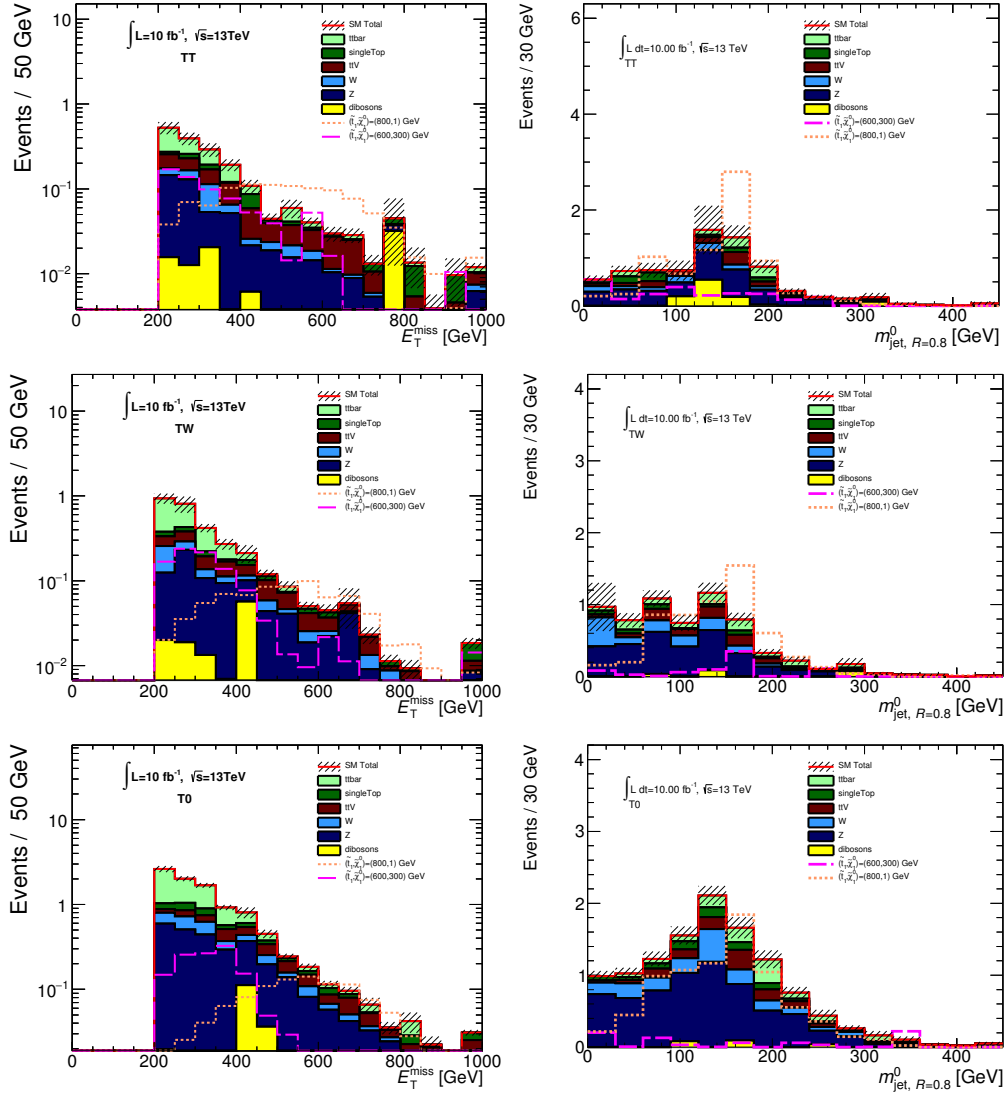 Events / 50 GeV
10
1
10⁻¹
10⁻²
∫L=10 fb⁻¹, √s=13TeV
TT
SM Total
ttbar
singleTop
ttV
W
Z
dibosons
(t̃₁,χ̃₁⁰)=(800,1) GeV
(t̃₁,χ̃₁⁰)=(600,300) GeV
0 200 400 600 800 1000
E_T^miss [GeV]
Events / 30 GeV
6
4
2
0
∫L dt=10.00 fb⁻¹, √s=13 TeV
TT
SM Total
ttbar
singleTop
ttV
W
Z
dibosons
(t̃₁,χ̃₁⁰)=(600,300) GeV
(t̃₁,χ̃₁⁰)=(800,1) GeV
0 100 200 300 400
m⁰_jet, R=0.8 [GeV]
Events / 50 GeV
10
1
10⁻¹
10⁻²
∫L=10 fb⁻¹, √s=13TeV
TW
SM Total
ttbar
singleTop
ttV
W
Z
dibosons
(t̃₁,χ̃₁⁰)=(800,1) GeV
(t̃₁,χ̃₁⁰)=(600,300) GeV
0 200 400 600 800 1000
E_T^miss [GeV]
Events / 30 GeV
4
3
2
1
0
∫L dt=10.00 fb⁻¹, √s=13 TeV
TW
SM Total
ttbar
singleTop
ttV
W
Z
dibosons
(t̃₁,χ̃₁⁰)=(600,300) GeV
(t̃₁,χ̃₁⁰)=(800,1) GeV
0 100 200 300 400
m⁰_jet, R=0.8 [GeV]
Events / 50 GeV
10
1
10⁻¹
∫L=10 fb⁻¹, √s=13TeV
T0
SM Total
ttbar
singleTop
ttV
W
Z
dibosons
(t̃₁,χ̃₁⁰)=(800,1) GeV
(t̃₁,χ̃₁⁰)=(600,300) GeV
0 200 400 600 800 1000
E_T^miss [GeV]
Events / 30 GeV
4
3
2
1
0
∫L dt=10.00 fb⁻¹, √s=13 TeV
T0
SM Total
ttbar
singleTop
ttV
W
Z
dibosons
(t̃₁,χ̃₁⁰)=(600,300) GeV
(t̃₁,χ̃₁⁰)=(800,1) GeV
0 100 200 300 400
m⁰_jet, R=0.8 [GeV]